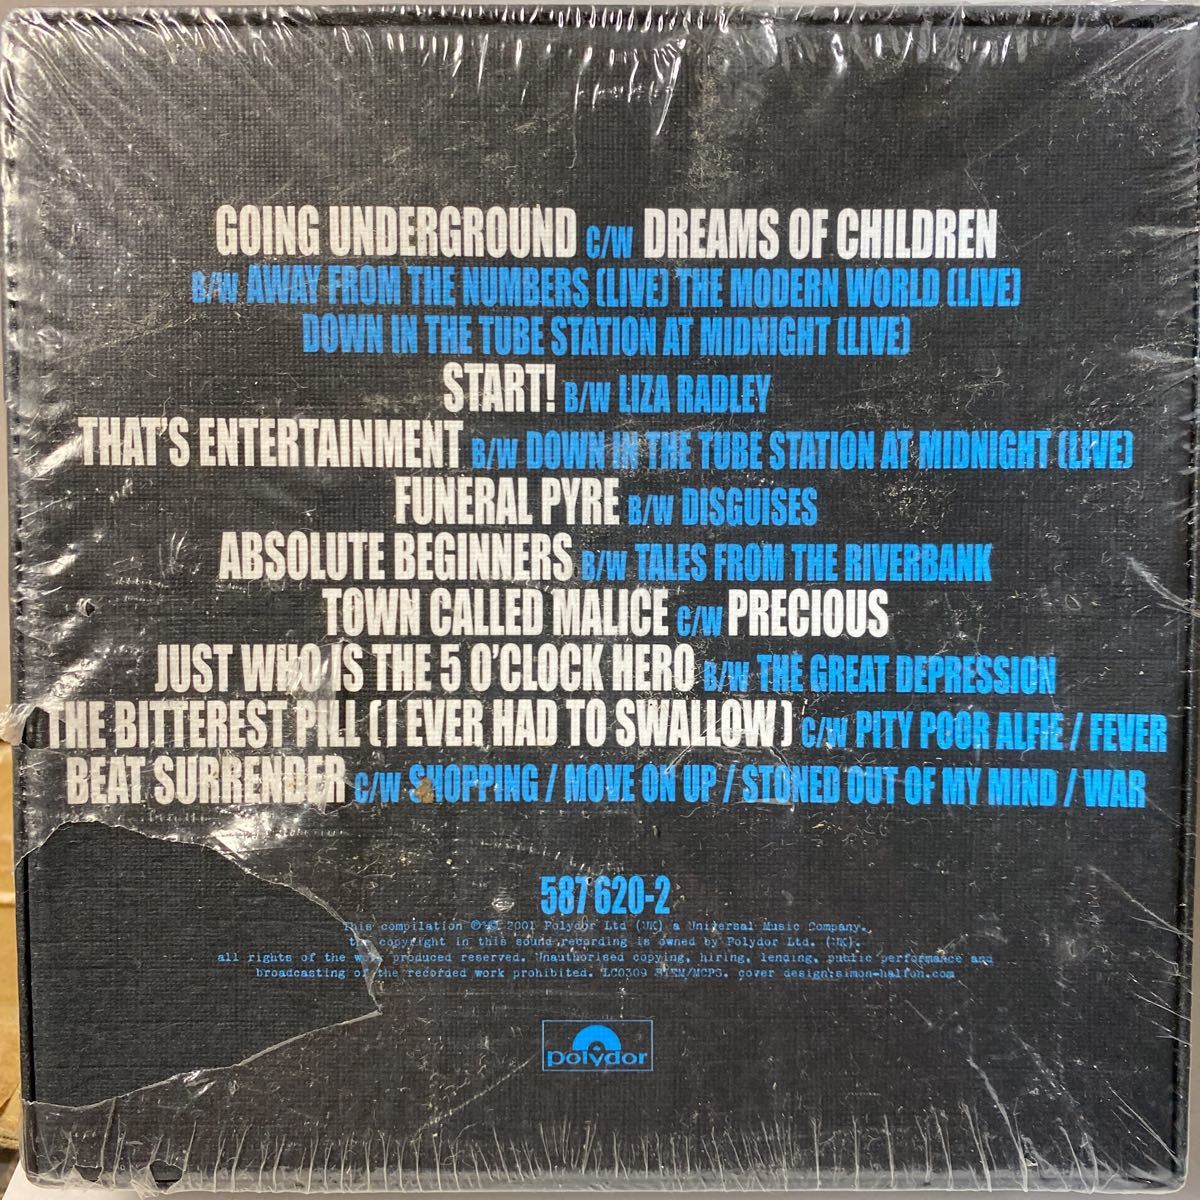 GOING UNDERGROUND C/W DREAMS OF CHILDREN
B/W AWAY FROM THE NUMBERS (LIVE) THE MODERN WORLD (LIVE)
DOWN IN THE TUBE STATION AT MIDNIGHT (LIVE)
START! B/W LIZA RADLEY
THAT'S ENTERTAINMENT B/W DOWN IN THE TUBE STATION AT MIDNIGHT (LIVE)
FUNERAL PYRE B/W DISGUISES
ABSOLUTE BEGINNERS B/W TALES FROM THE RIVERBANK
TOWN CALLED MALICE C/W PRECIOUS
JUST WHO IS THE 5 O'CLOCK HERO B/W THE GREAT DEPRESSION
THE BITTEREST PILL (I EVER HAD TO SWALLOW) C/W PITY POOR ALFIE / FEVER
BEAT SURRENDER C/W SHOPPING / MOVE ON UP / STONED OUT OF MY MIND / WAR
587 620-2
This compilation ©℗ 2001 Polydor Ltd (UK) a Universal Music Company.
the copyright in this sound recording is owned by Polydor Ltd. (UK).
all rights of the work produced reserved. Unauthorised copying, hiring, lending, public performance and
broadcasting of the recorded work prohibited. LC0309 BIEM/MCPS. cover design:simon-halfon.com
polydor